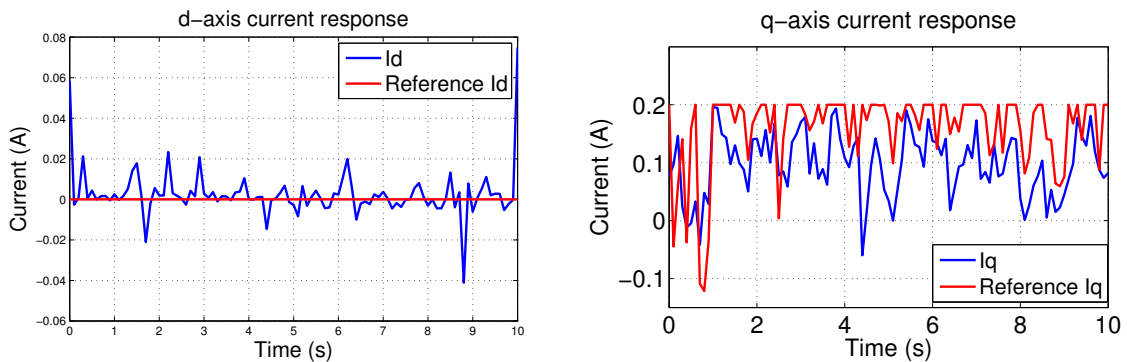 d−axis current response
0.08
0.06
0.04
0.02
0
−0.02
−0.04
−0.06
Current (A)
0 1 2 3 4 5 6 7 8 9 10
Time (s)
Id
Reference Id
q−axis current response
0.2
0.1
0
−0.1
Current (A)
0 2 4 6 8 10
Time (s)
Iq
Reference Iq